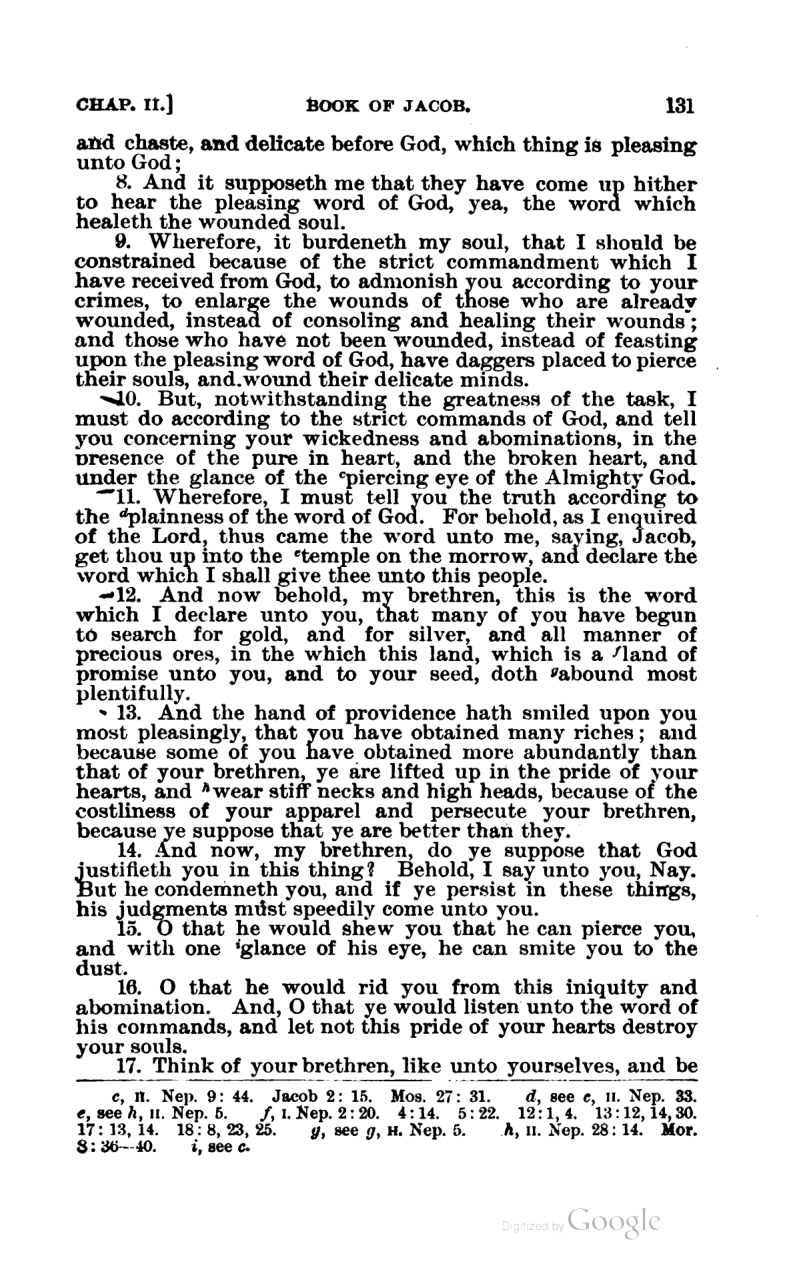 CHAP. II.] BOOK OF JACOB. 131
and chaste, and delicate before God, which thing is pleasing
unto God;
8. And it supposeth me that they have come up hither
to hear the pleasing word of God, yea, the word which
healeth the wounded soul.
9. Wherefore, it burdeneth my soul, that I should be
constrained because of the strict commandment which I
have received from God, to admonish you according to your
crimes, to enlarge the wounds of those who are already
wounded, instead of consoling and healing their wounds;
and those who have not been wounded, instead of feasting
upon the pleasing word of God, have daggers placed to pierce
their souls, and wound their delicate minds.
10. But, notwithstanding the greatness of the task, I
must do according to the strict commands of God, and tell
you concerning your wickedness and abominations, in the
presence of the pure in heart, and the broken heart, and
under the glance of the cpiercing eye of the Almighty God.
11. Wherefore, I must tell you the truth according to
the dplainness of the word of God. For behold, as I enquired
of the Lord, thus came the word unto me, saying, Jacob,
get thou up into the etemple on the morrow, and declare the
word which I shall give thee unto this people.
12. And now behold, my brethren, this is the word
which I declare unto you, that many of you have begun
to search for gold, and for silver, and all manner of
precious ores, in the which this land, which is a fland of
promise unto you, and to your seed, doth gabound most
plentifully.
13. And the hand of providence hath smiled upon you
most pleasingly, that you have obtained many riches; and
because some of you have obtained more abundantly than
that of your brethren, ye are lifted up in the pride of your
hearts, and hwear stiff necks and high heads, because of the
costliness of your apparel and persecute your brethren,
because ye suppose that ye are better than they.
14. And now, my brethren, do ye suppose that God
justifieth you in this thing? Behold, I say unto you, Nay.
But he condemneth you, and if ye persist in these things,
his judgments must speedily come unto you.
15. O that he would shew you that he can pierce you,
and with one iglance of his eye, he can smite you to the
dust.
16. O that he would rid you from this iniquity and
abomination. And, O that ye would listen unto the word of
his commands, and let not this pride of your hearts destroy
your souls.
17. Think of your brethren, like unto yourselves, and be
c, II. Nep. 9: 44. Jacob 2: 15. Mos. 27: 31. d, see c, II. Nep. 33.
e, see h, II. Nep. 5. f, I. Nep. 2: 20. 4: 14. 5: 22. 12: 1, 4. 13: 12, 14, 30.
17: 13, 14. 18: 8, 23, 25. g, see g, II. Nep. 5. h, II. Nep. 28: 14. Mor.
8: 36--40. i, see c.
Digitized by Google